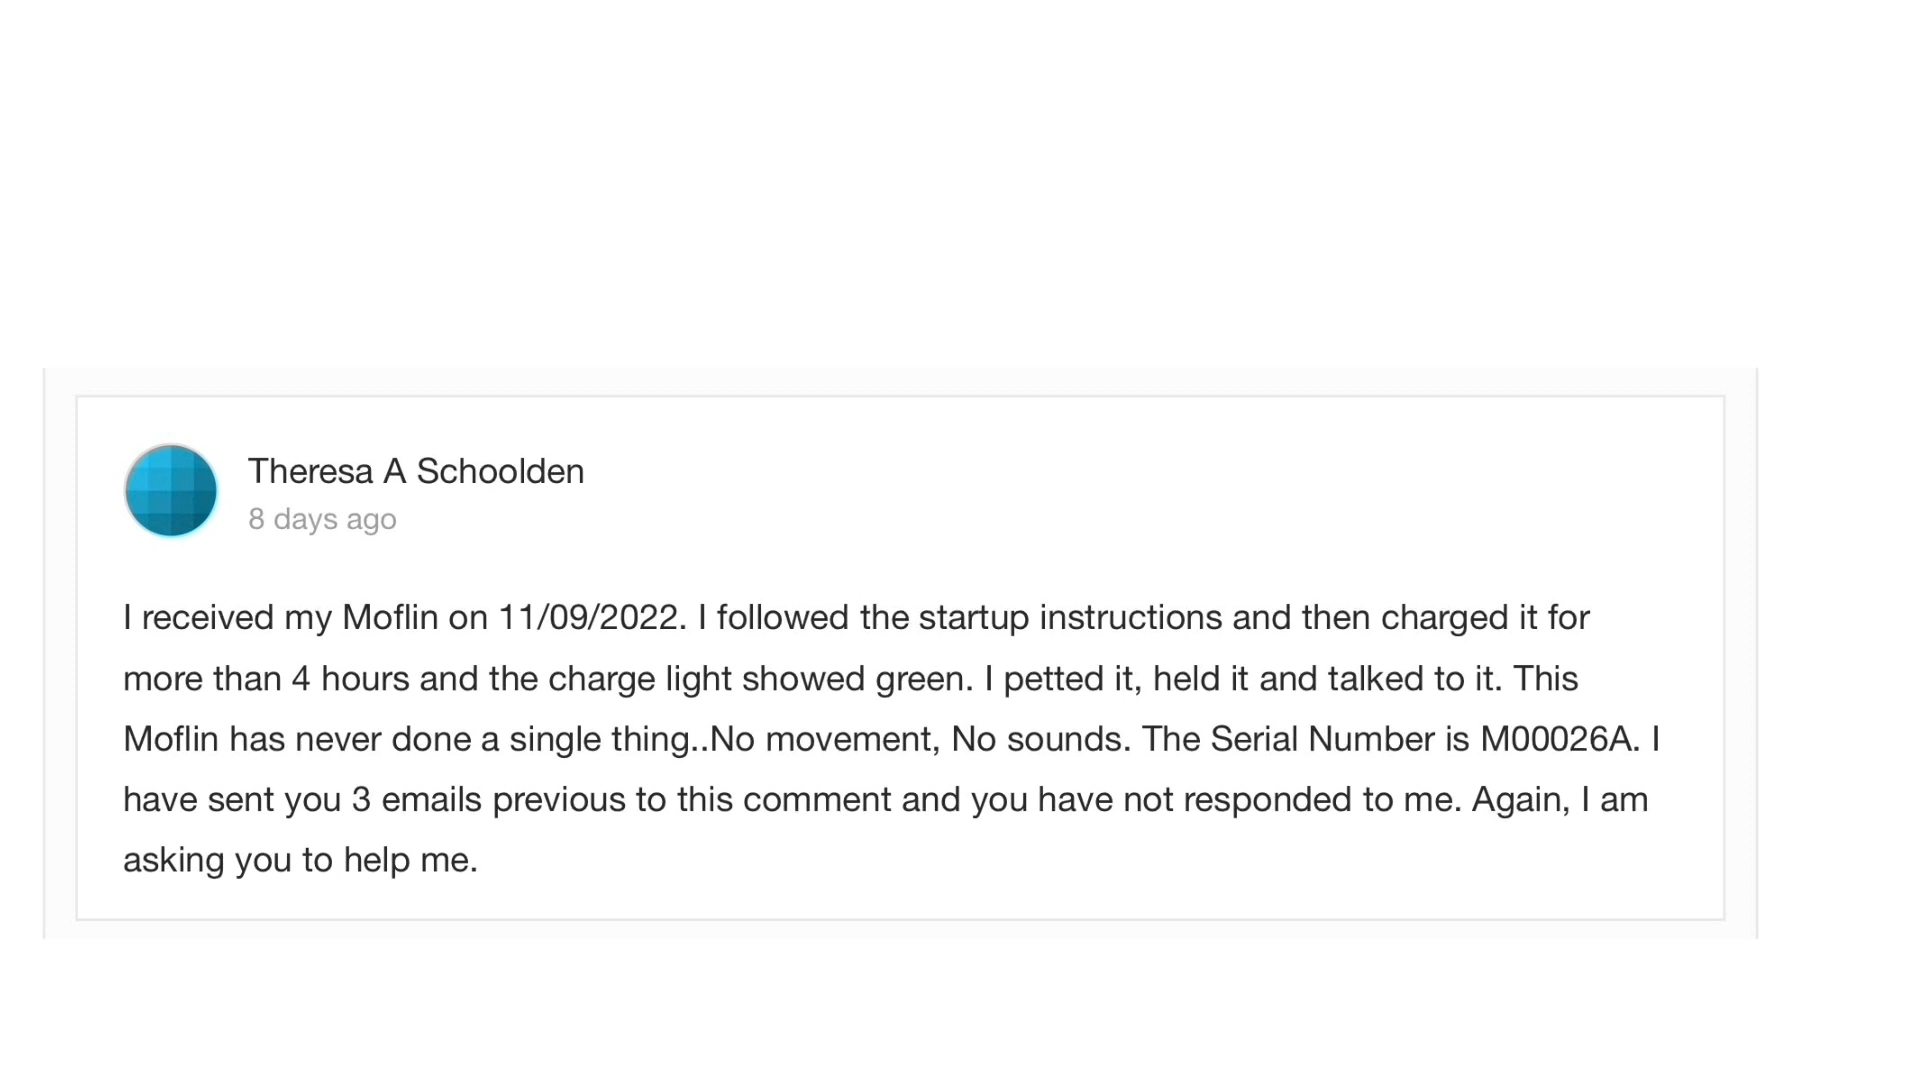 Theresa A Schoolden
8 days ago
I received my Moflin on 11/09/2022. I followed the startup instructions and then charged it for
more than 4 hours and the charge light showed green. I petted it, held it and talked to it. This
Moflin has never done a single thing..No movement, No sounds. The Serial Number is M00026A. I
have sent you 3 emails previous to this comment and you have not responded to me. Again, I am
asking you to help me.